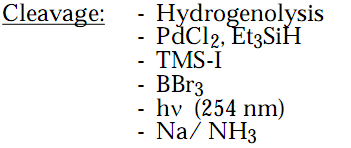 Cleavage: - Hydrogenolysis
- PdCl2, Et3SiH
- TMS-I
- BBr3
- hν (254 nm)
- Na/ NH3